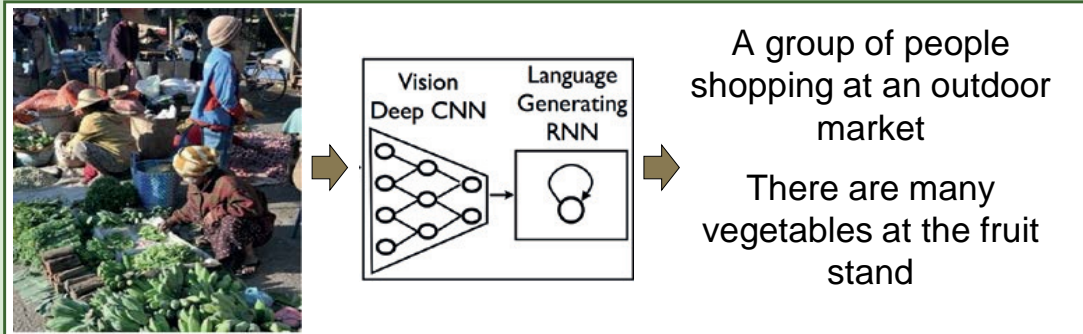 Vision
Deep CNN
Language
Generating
RNN
A group of people
shopping at an outdoor
market
There are many
vegetables at the fruit
stand